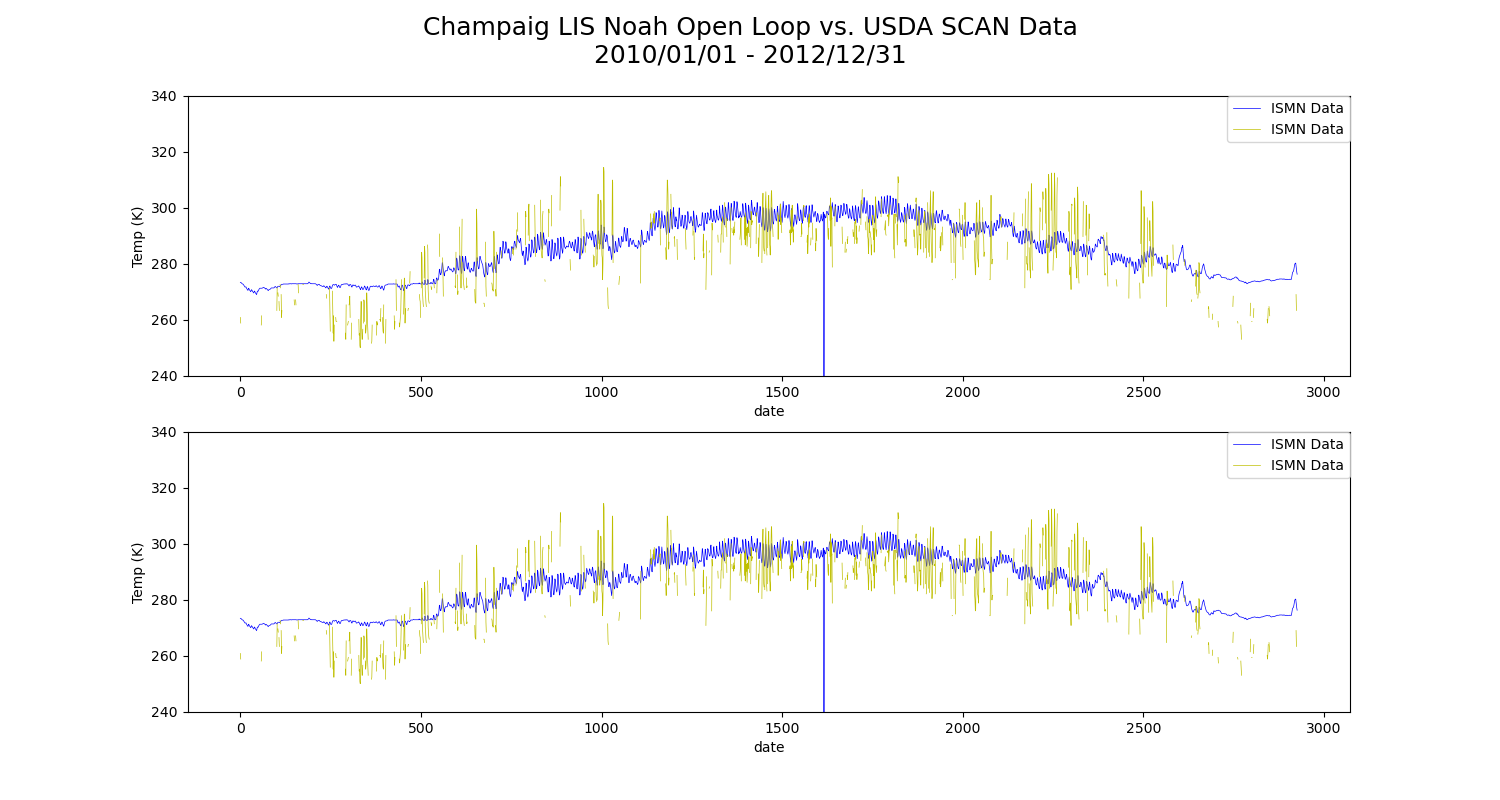 Champaig LIS Noah Open Loop vs. USDA SCAN Data
2010/01/01 - 2012/12/31
340
320
300
280
260
240
Temp (K)
ISMN Data
ISMN Data
0 500 1000 1500 2000 2500 3000
date
340
320
300
280
260
240
Temp (K)
ISMN Data
ISMN Data
0 500 1000 1500 2000 2500 3000
date